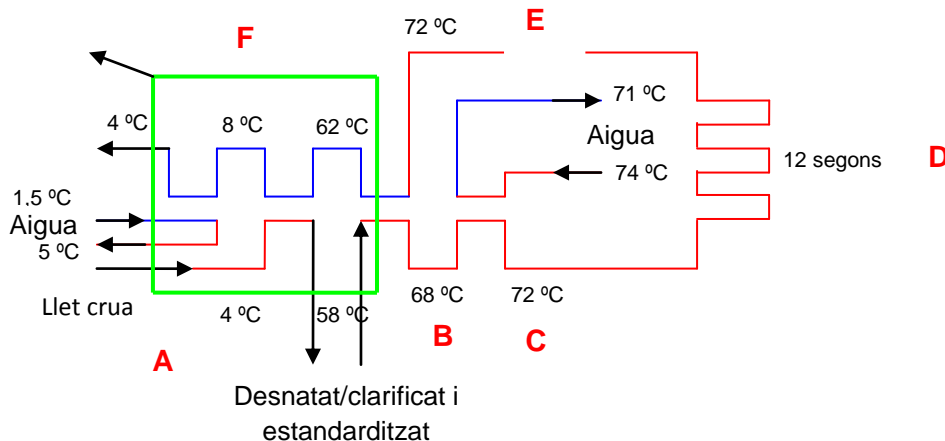 F
72 ºC
E
4 ºC
8 ºC
62 ºC
71 ºC
Aigua
74 ºC
12 segons
D
1,5 ºC
Aigua
5 ºC
Llet crua
4 ºC
58 ºC
68 ºC
72 ºC
A
B
C
Desnatat/clarificat i
estandarditzat